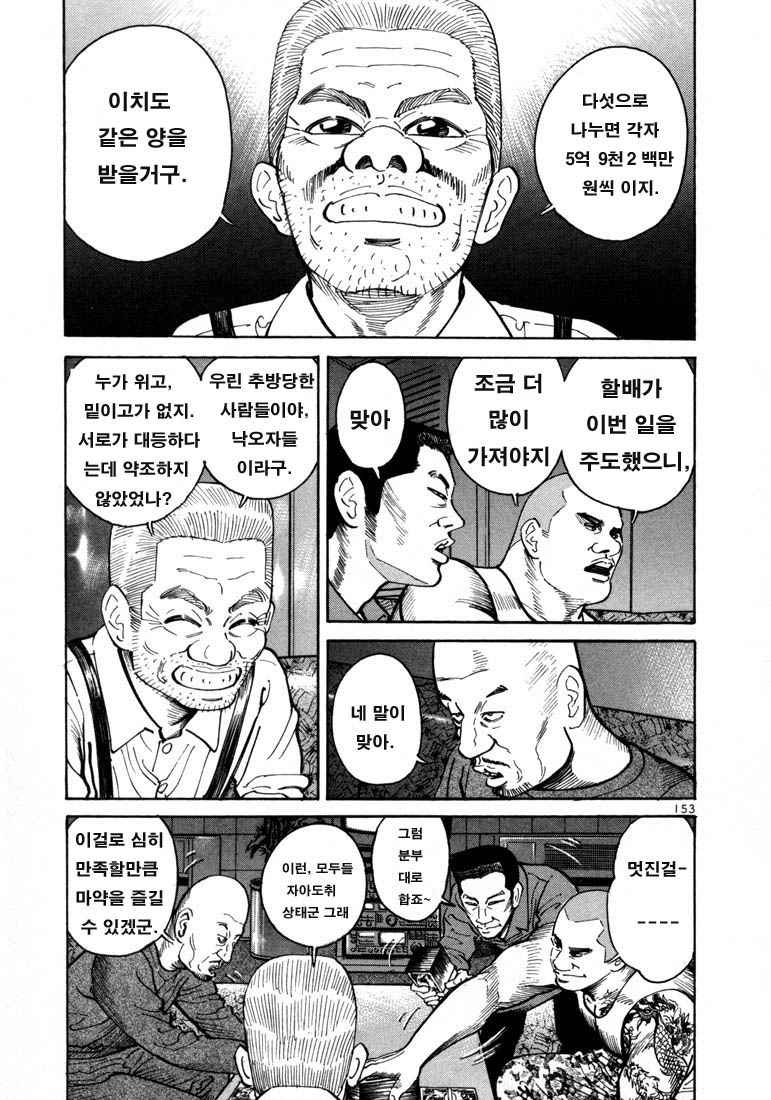 다섯으로
나누면 각자
5억 9천2 백만
원씩 이지.
이치도
같은 양을
받을거구.
할배가
이번 일을
주도했으니,
조금 더
많이
가져야지
맞아
우린 추방당한
사람들이야,
낙오자들
이라구.
누가 위고,
밑이고가 없지.
서로가 대등하다
는데 약조하지
않았었나?
네 말이
맞아.
153
멋진걸-
----
그럼
분부
대로
합죠~
이런, 모두들
자아도취
상태군 그래
이걸로 심히
만족할만큼
마약을 즐길
수 있겠군.